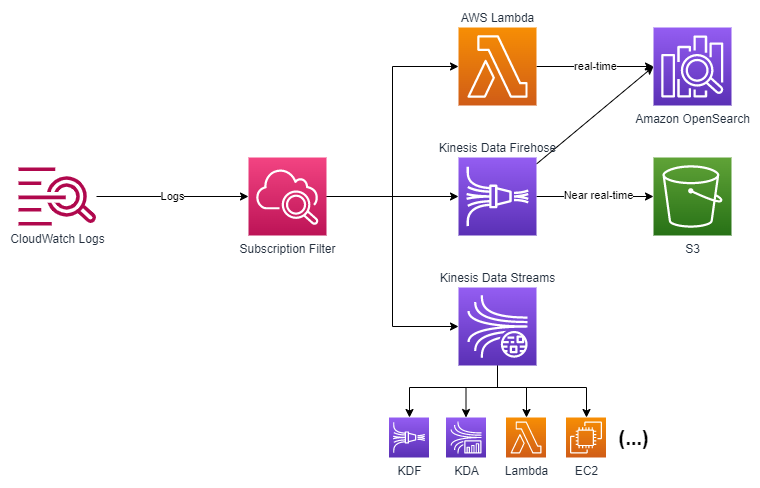 AWS Lambda
real-time
Amazon OpenSearch
Kinesis Data Firehose
Logs
Near real-time
CloudWatch Logs
Subscription Filter
S3
Kinesis Data Streams
(...)
KDF
KDA
Lambda
EC2